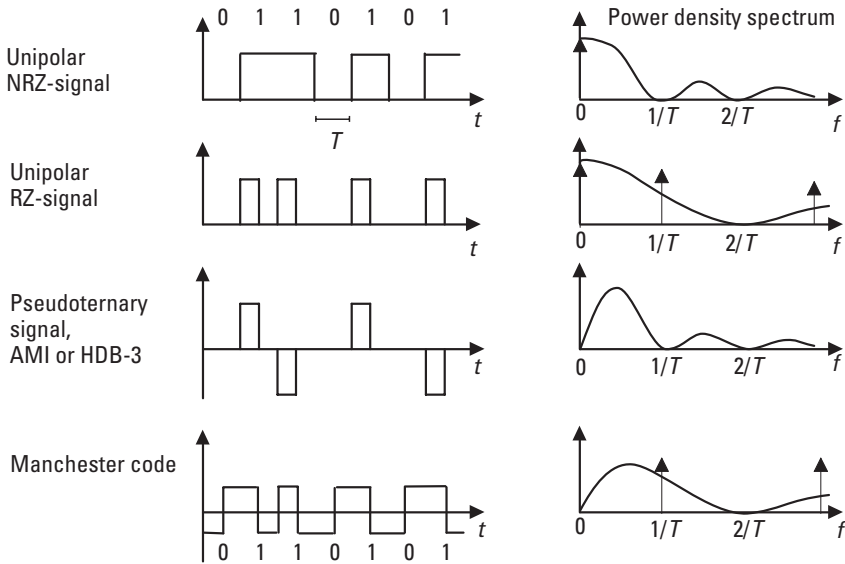 0 1 1 0 1 0 1
Power density spectrum
Unipolar
NRZ-signal
t
T
0 1/T 2/T f
Unipolar
RZ-signal
t
0 1/T 2/T f
Pseudoternary
signal,
AMI or HDB-3
t
0 1/T 2/T f
Manchester code
t
0 1 1 0 1 0 1
0 1/T 2/T f